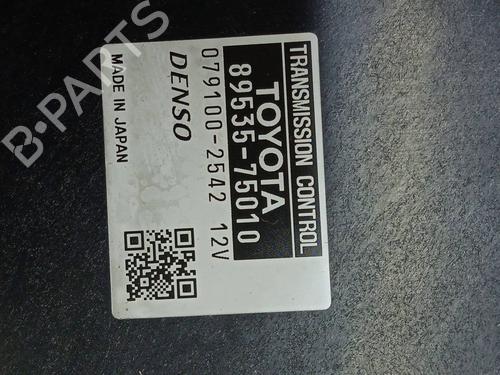 TRANSMISSION CONTROL
TOYOTA
89535-75010
079100-2542 12V
DENSO
MADE IN JAPAN
B-PARTS